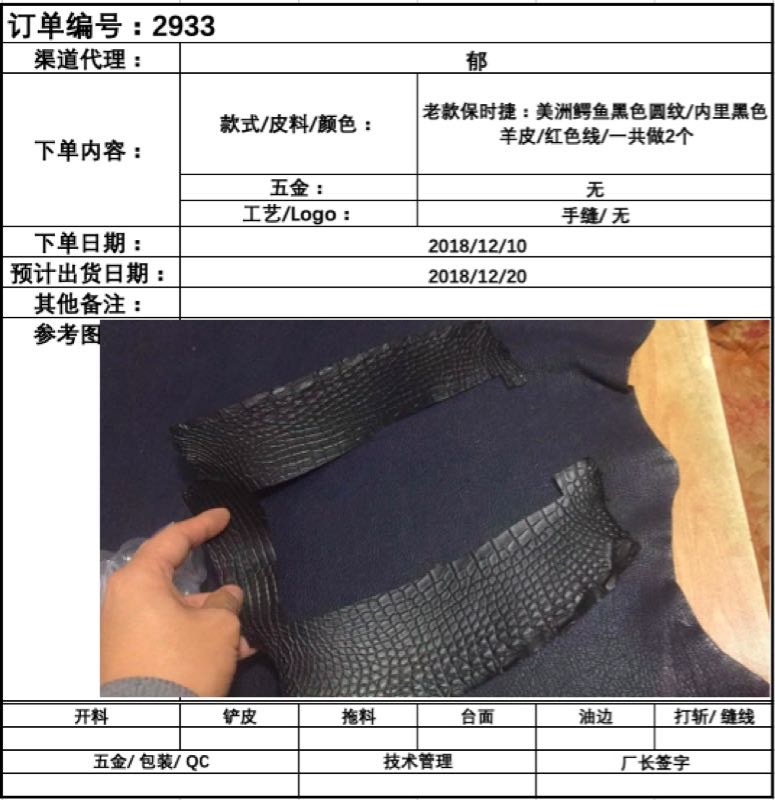 订单编号：2933
渠道代理：
郁
下单内容：
款式/皮料/颜色：
老款保时捷：美洲鳄鱼黑色圆纹/内里黑色
羊皮/红色线/一共做2个
五金：
无
工艺/Logo：
手缝/ 无
下单日期：
2018/12/10
预计出货日期：
2018/12/20
其他备注：
参考图
开料
铲皮
拖料
台面
油边
打斩/ 缝线
五金/ 包装/ QC
技术管理
厂长签字